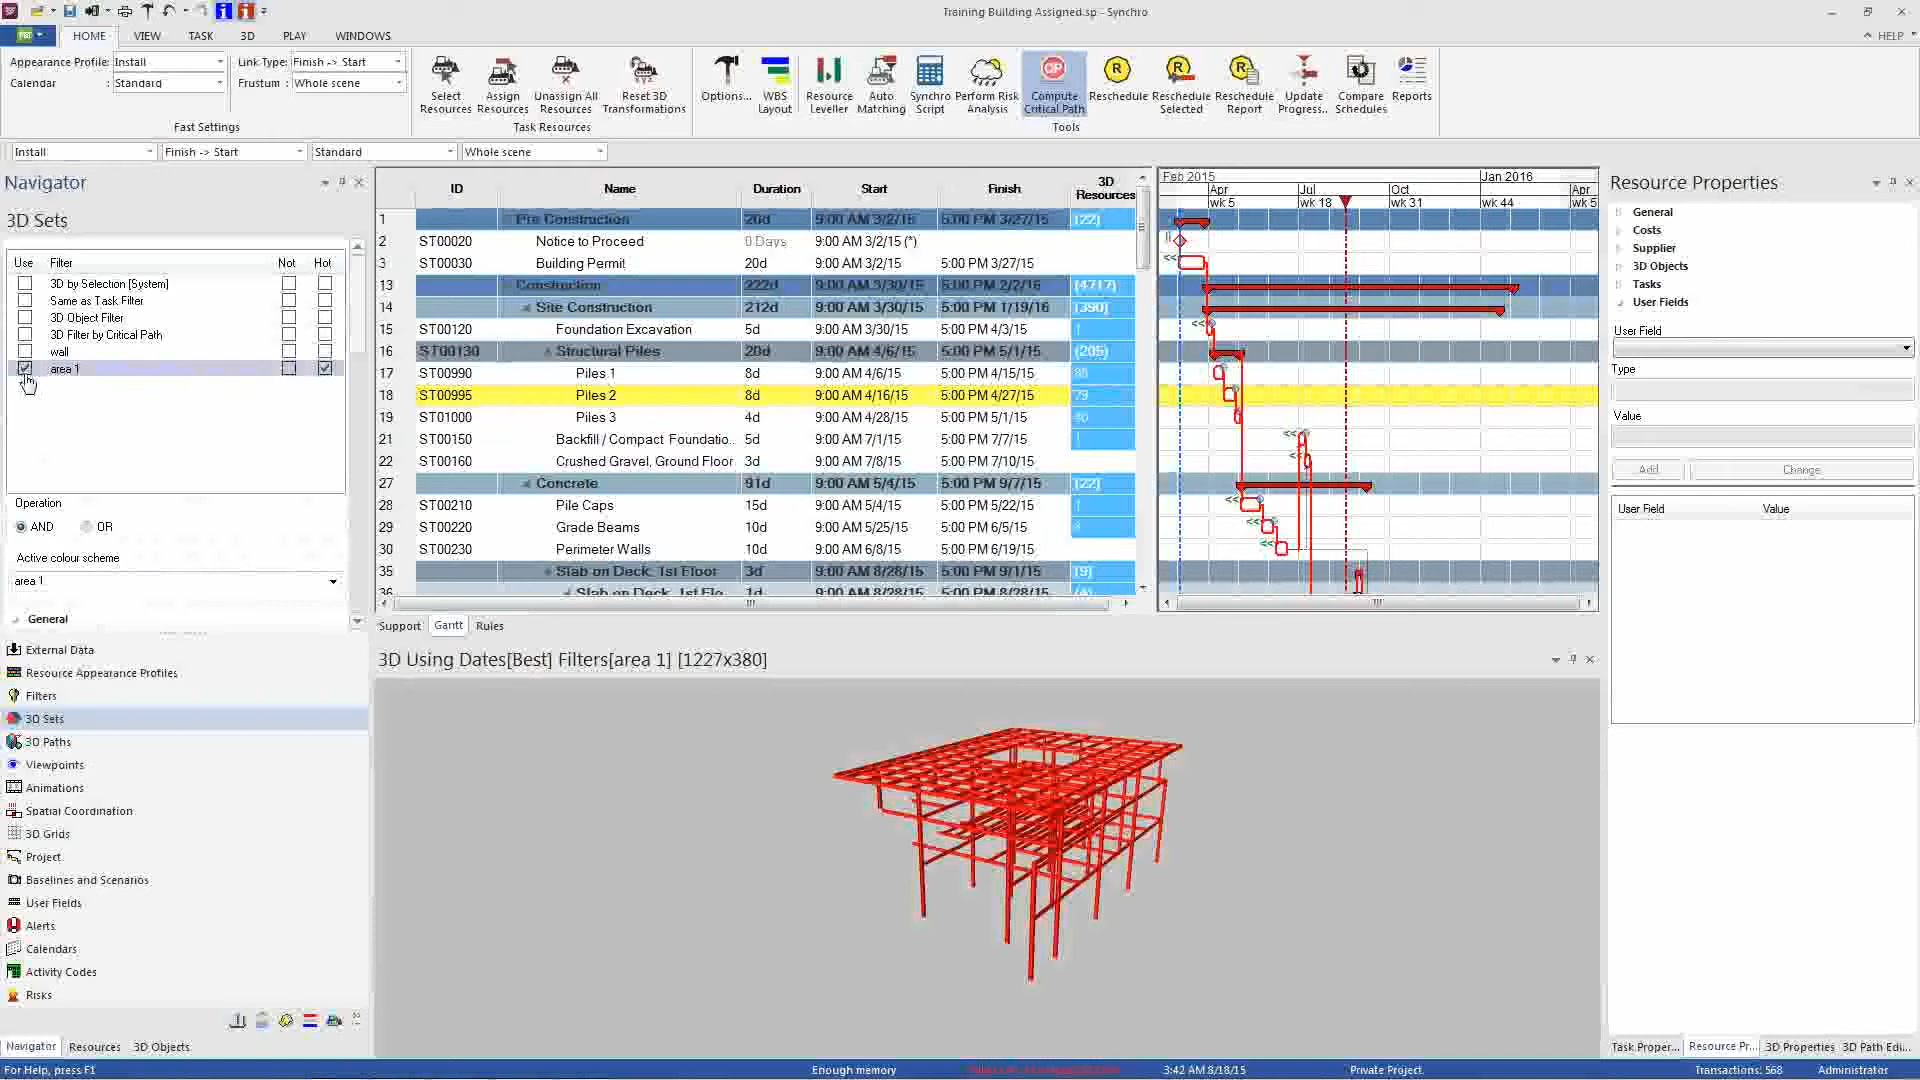 Training Building Assigned.sp - Synchro
HOME VIEW TASK 3D PLAY WINDOWS
HELP
Appearance Profile: Install
Link Type: Finish -> Start
Calendar : Standard
Frustum : Whole scene
Fast Settings
Select Resources
Assign Resources
Unassign All Resources
Reset 3D Transformations
Task Resources
Options...
WBS Layout
Resource Leveller
Auto Matching
Synchro Script
Perform Risk Analysis
Compute Critical Path
Reschedule
Reschedule Selected
Reschedule Report
Update Progress..
Compare Schedules
Reports
Tools
Install Finish -> Start Standard Whole scene
Navigator
3D Sets
Use Filter Not Hot
3D by Selection [System]
Same as Task Filter
3D Object Filter
3D Filter by Critical Path
wall
area 1
Operation
AND OR
Active colour scheme
area 1
General
External Data
Resource Appearance Profiles
Filters
3D Sets
3D Paths
Viewpoints
Animations
Spatial Coordination
3D Grids
Project
Baselines and Scenarios
User Fields
Alerts
Calendars
Activity Codes
Risks
Navigator Resources 3D Objects
ID Name Duration Start Finish 3D Resources
1 Pre Construction 20d 9:00 AM 3/2/15 5:00 PM 3/27/15 (22)
2 ST00020 Notice to Proceed 0 Days 9:00 AM 3/2/15 (*)
3 ST00030 Building Permit 20d 9:00 AM 3/2/15 5:00 PM 3/27/15
13 Construction 222d 9:00 AM 3/30/15 5:00 PM 2/2/16 (4717)
14 Site Construction 212d 9:00 AM 3/30/15 5:00 PM 1/19/16 (390)
15 ST00120 Foundation Excavation 5d 9:00 AM 3/30/15 5:00 PM 4/3/15 1
16 ST00130 Structural Piles 20d 9:00 AM 4/6/15 5:00 PM 5/1/15 (205)
17 ST00990 Piles 1 8d 9:00 AM 4/6/15 5:00 PM 4/15/15
18 ST00995 Piles 2 8d 9:00 AM 4/16/15 5:00 PM 4/27/15 79
19 ST01000 Piles 3 4d 9:00 AM 4/28/15 5:00 PM 5/1/15 40
21 ST00150 Backfill / Compact Foundatio.. 5d 9:00 AM 7/1/15 5:00 PM 7/7/15 1
22 ST00160 Crushed Gravel, Ground Floor 3d 9:00 AM 7/8/15 5:00 PM 7/10/15
27 Concrete 91d 9:00 AM 5/4/15 5:00 PM 9/7/15 (22)
28 ST00210 Pile Caps 15d 9:00 AM 5/4/15 5:00 PM 5/22/15 1
29 ST00220 Grade Beams 10d 9:00 AM 5/25/15 5:00 PM 6/5/15
30 ST00230 Perimeter Walls 10d 9:00 AM 6/8/15 5:00 PM 6/19/15
35 Slab on Deck, 1st Floor 3d 9:00 AM 8/28/15 5:00 PM 9/1/15 (9)
36 Slab on Deck, 1st Flo... 1d 9:00 AM 8/28/15 5:00 PM 8/28/15
Feb 2015 Jan 2016
Apr Jul Oct Apr
wk 5 wk 18 wk 31 wk 44 wk 5
Support Gantt Rules
3D Using Dates[Best] Filters[area 1] [1227x380]
Resource Properties
General
Costs
Supplier
3D Objects
Tasks
User Fields
User Field
Type
Value
Add Change
User Field Value
Task Proper... Resource Pr... 3D Properties 3D Path Edi...
For Help, press F1 Enough memory 3:42 AM 8/18/15 Private Project Transactions: 568 Administrator